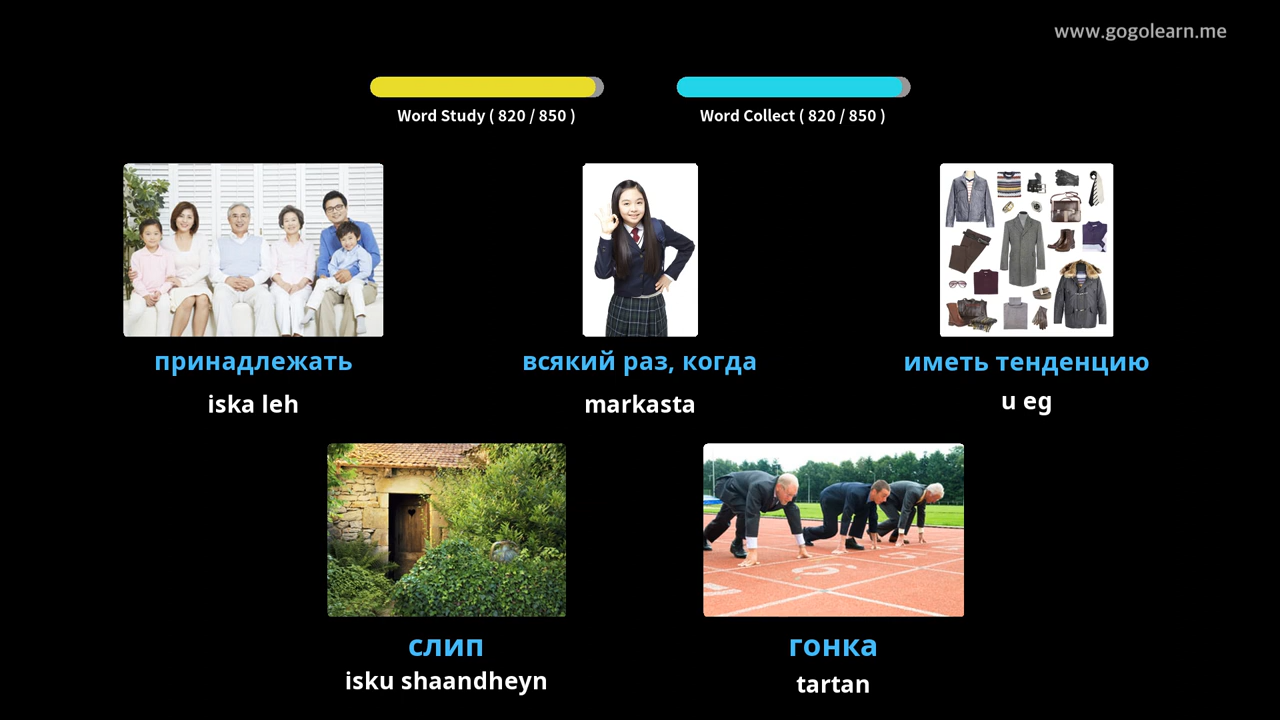 www.gogolearn.me
Word Study ( 820 / 850 )
Word Collect ( 820 / 850 )
принадлежать
iska leh
всякий раз, когда
markasta
иметь тенденцию
u eg
слип
isku shaandheyn
гонка
tartan